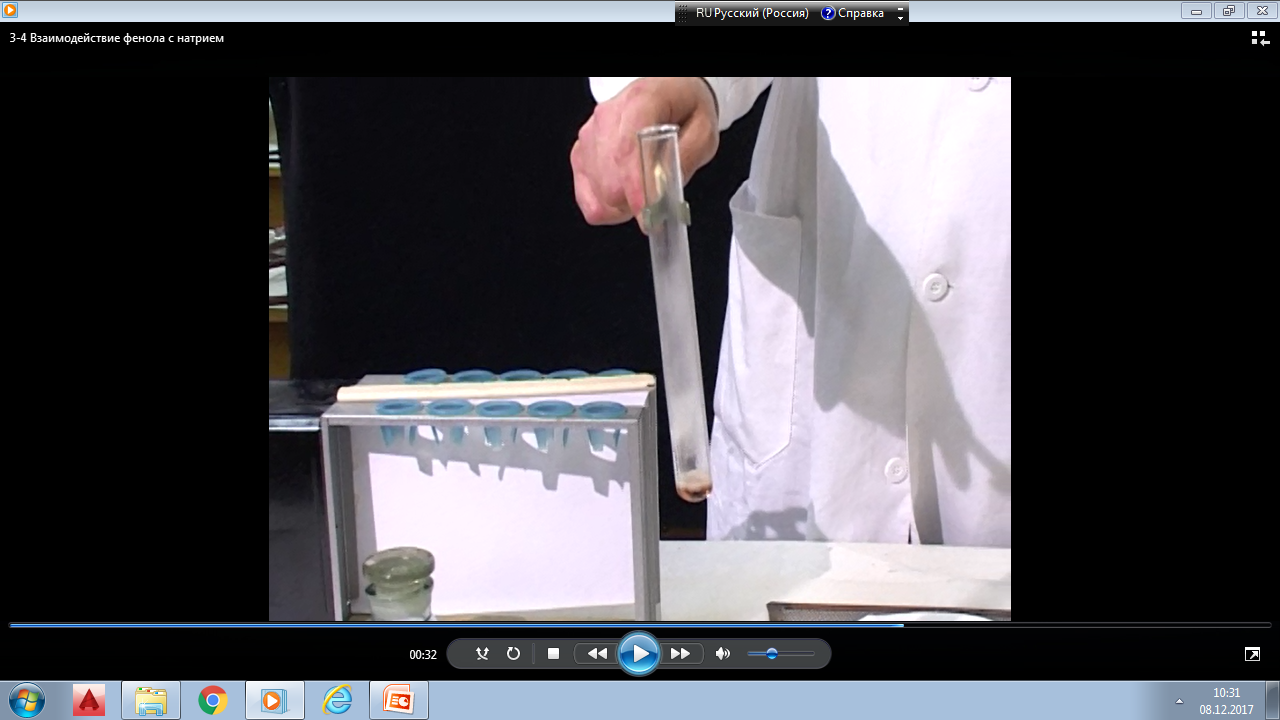 RU Русский (Россия) Справка
3-4 Взаимодействие фенола с натрием
00:32
10:31
08.12.2017